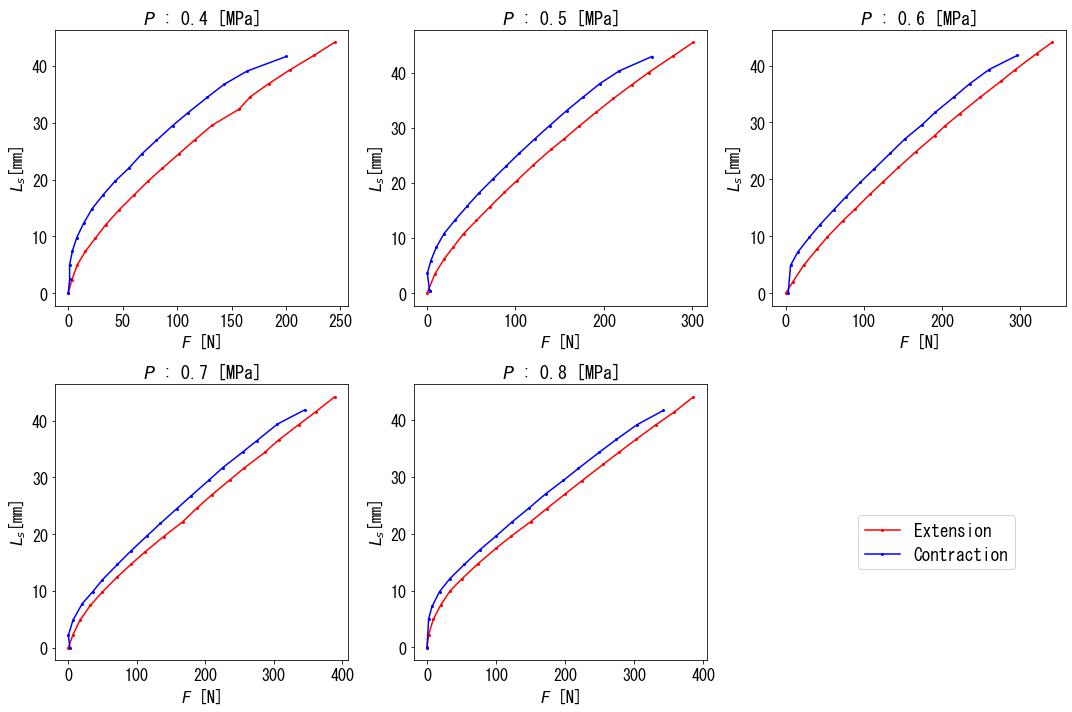 P : 0.4 [MPa]
40
30
20
10
0
L_s[mm]
0 50 100 150 200 250
F [N]
P : 0.5 [MPa]
40
30
20
10
0
L_s[mm]
0 100 200 300
F [N]
P : 0.6 [MPa]
40
30
20
10
0
L_s[mm]
0 100 200 300
F [N]
P : 0.7 [MPa]
40
30
20
10
0
L_s[mm]
0 100 200 300 400
F [N]
P : 0.8 [MPa]
40
30
20
10
0
L_s[mm]
0 100 200 300 400
F [N]
Extension
Contraction